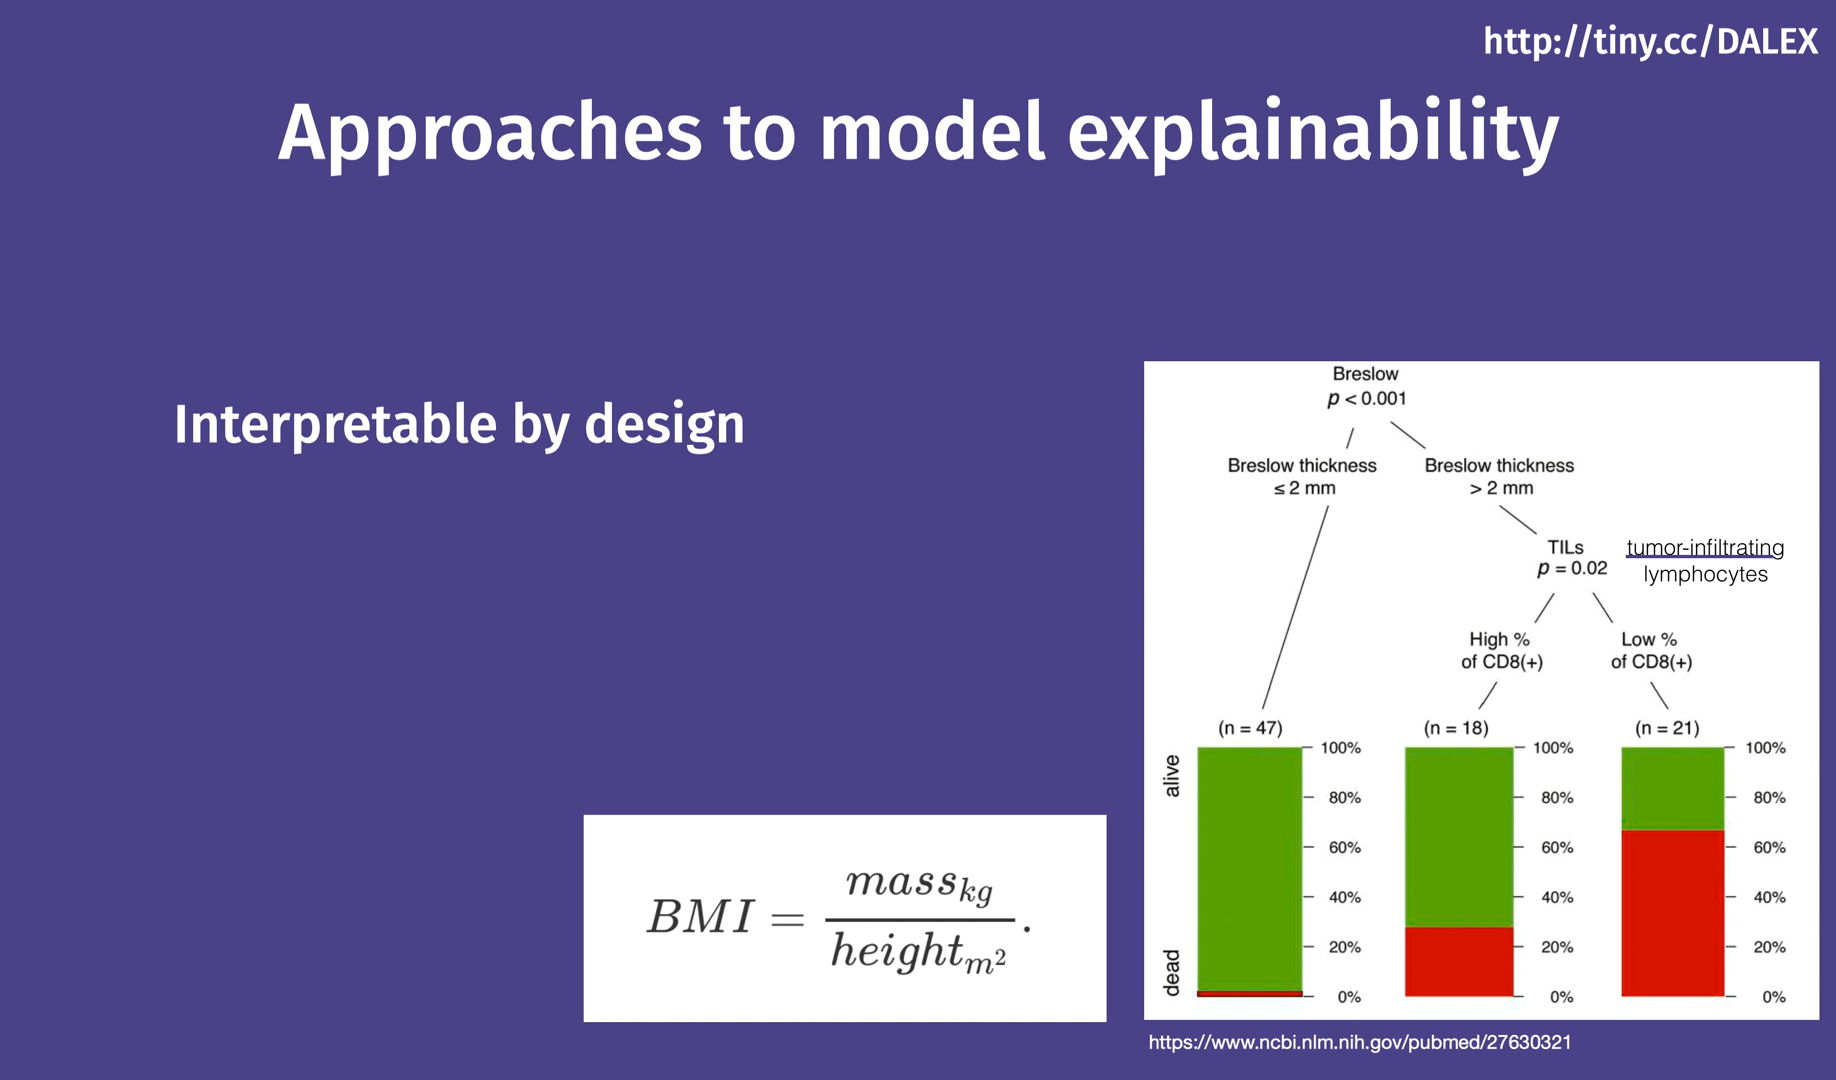 http://tiny.cc/DALEX
Approaches to model explainability
Interpretable by design
BMI = mass_kg / height_m².
Breslow
p < 0.001
Breslow thickness
≤ 2 mm
Breslow thickness
> 2 mm
TILs
p = 0.02
tumor-infiltrating
lymphocytes
High %
of CD8(+)
Low %
of CD8(+)
(n = 47)
(n = 18)
(n = 21)
alive
dead
100%
80%
60%
40%
20%
0%
100%
80%
60%
40%
20%
0%
100%
80%
60%
40%
20%
0%
https://www.ncbi.nlm.nih.gov/pubmed/27630321